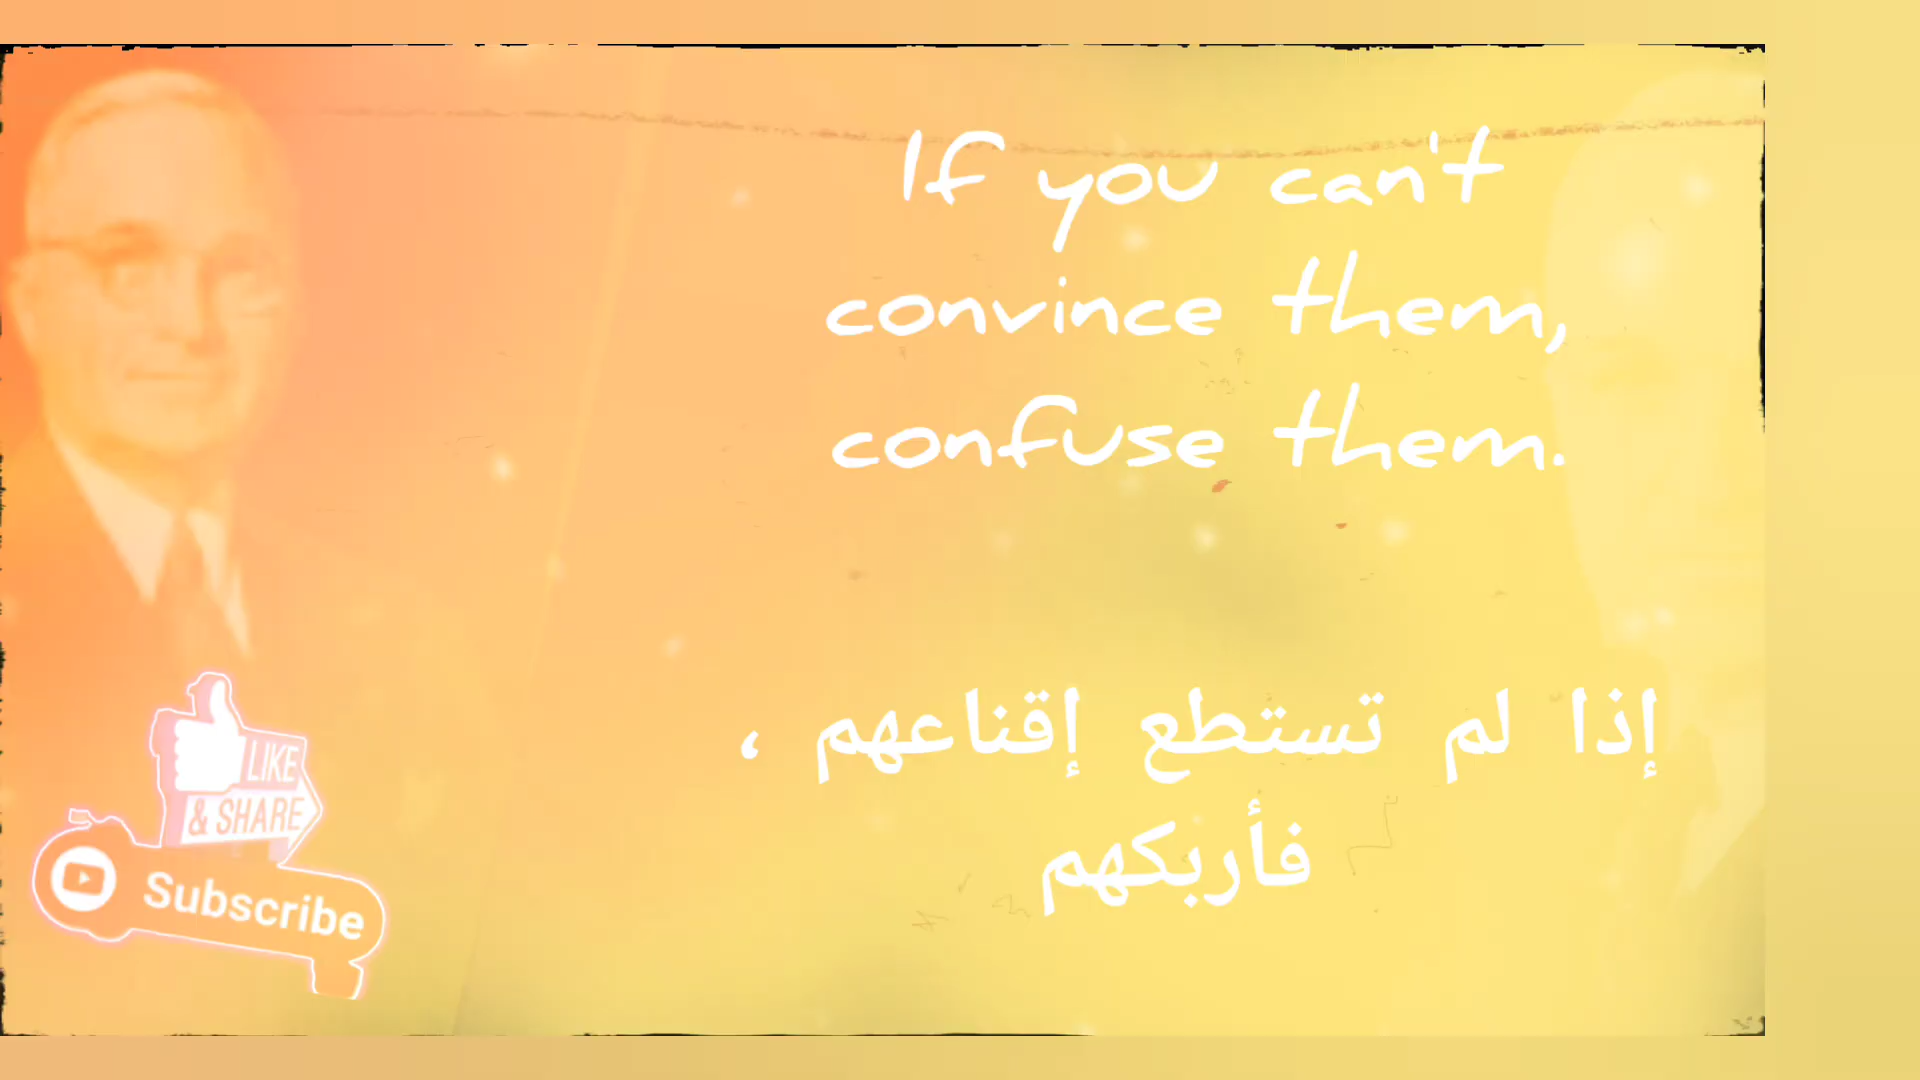 If you can't
convince them,
confuse them.
إذا لم تستطع إقناعهم ،
فأربكهم
LIKE
& SHARE
Subscribe